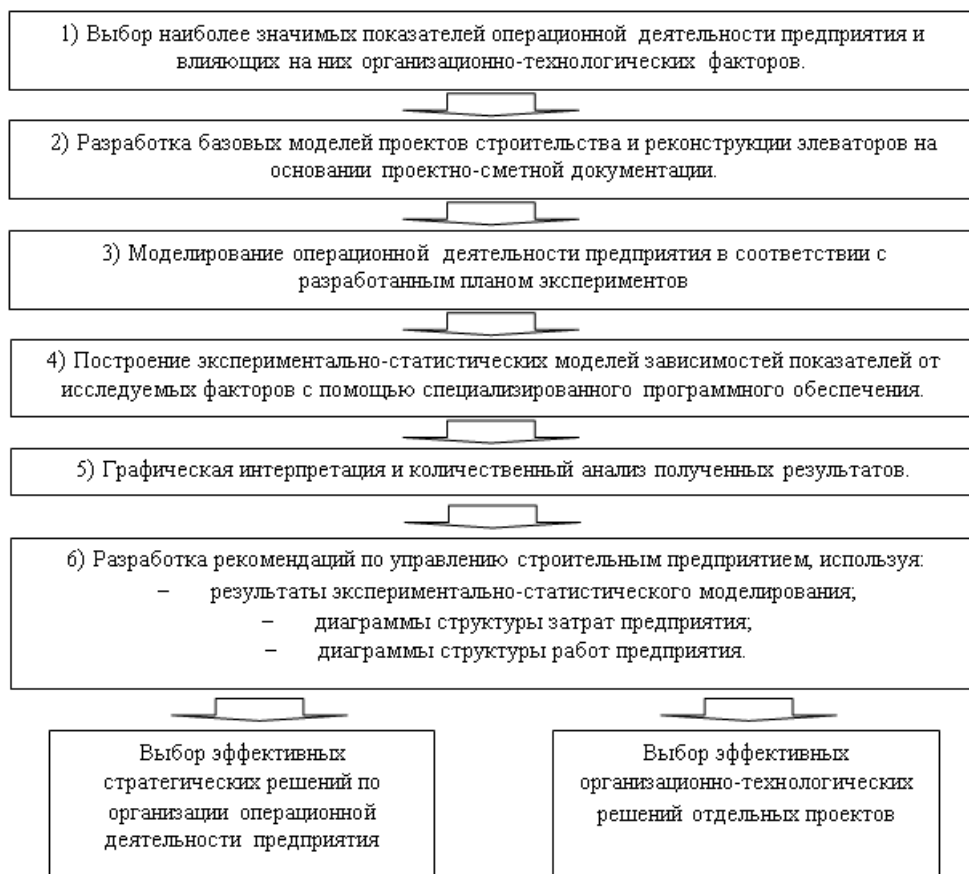 1) Выбор наиболее значимых показателей операционной деятельности предприятия и
влияющих на них организационно-технологических факторов.
2) Разработка базовых моделей проектов строительства и реконструкции элеваторов на
основании проектно-сметной документации.
3) Моделирование операционной деятельности предприятия в соответствии с
разработанным планом экспериментов
4) Построение экспериментально-статистических моделей зависимостей показателей от
исследуемых факторов с помощью специализированного программного обеспечения.
5) Графическая интерпретация и количественный анализ полученных результатов.
6) Разработка рекомендаций по управлению строительным предприятием, используя:
– результаты экспериментально-статистического моделирования;
– диаграммы структуры затрат предприятия;
– диаграммы структуры работ предприятия.
Выбор эффективных
стратегических решений по
организации операционной
деятельности предприятия
Выбор эффективных
организационно-технологических
решений отдельных проектов